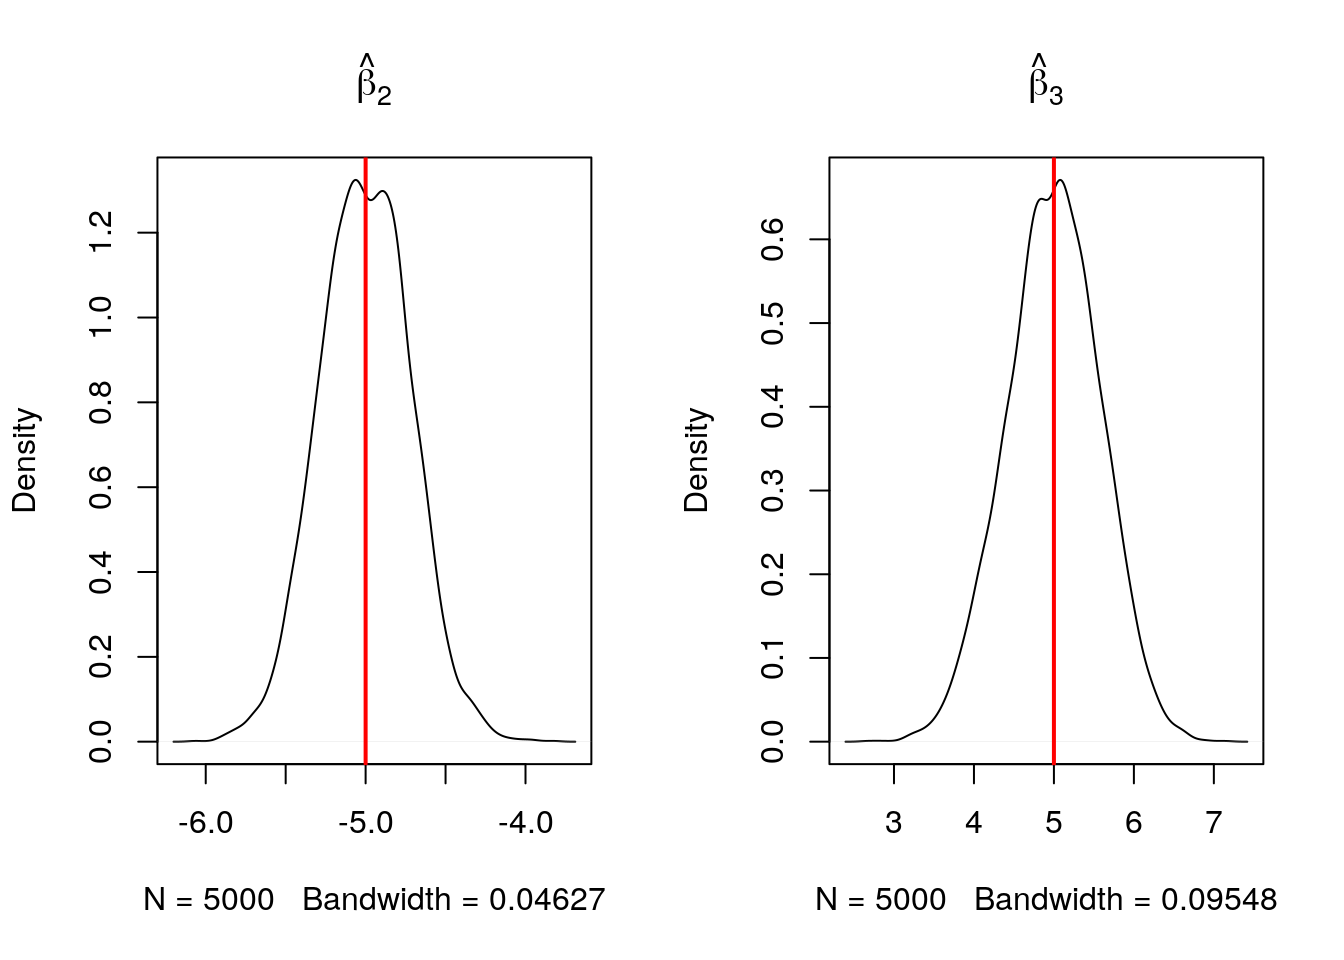 β̂₂
Density
0.0 0.2 0.4 0.6 0.8 1.0 1.2
-6.0 -5.0 -4.0
N = 5000 Bandwidth = 0.04627
β̂₃
Density
0.0 0.1 0.2 0.3 0.4 0.5 0.6
3 4 5 6 7
N = 5000 Bandwidth = 0.09548